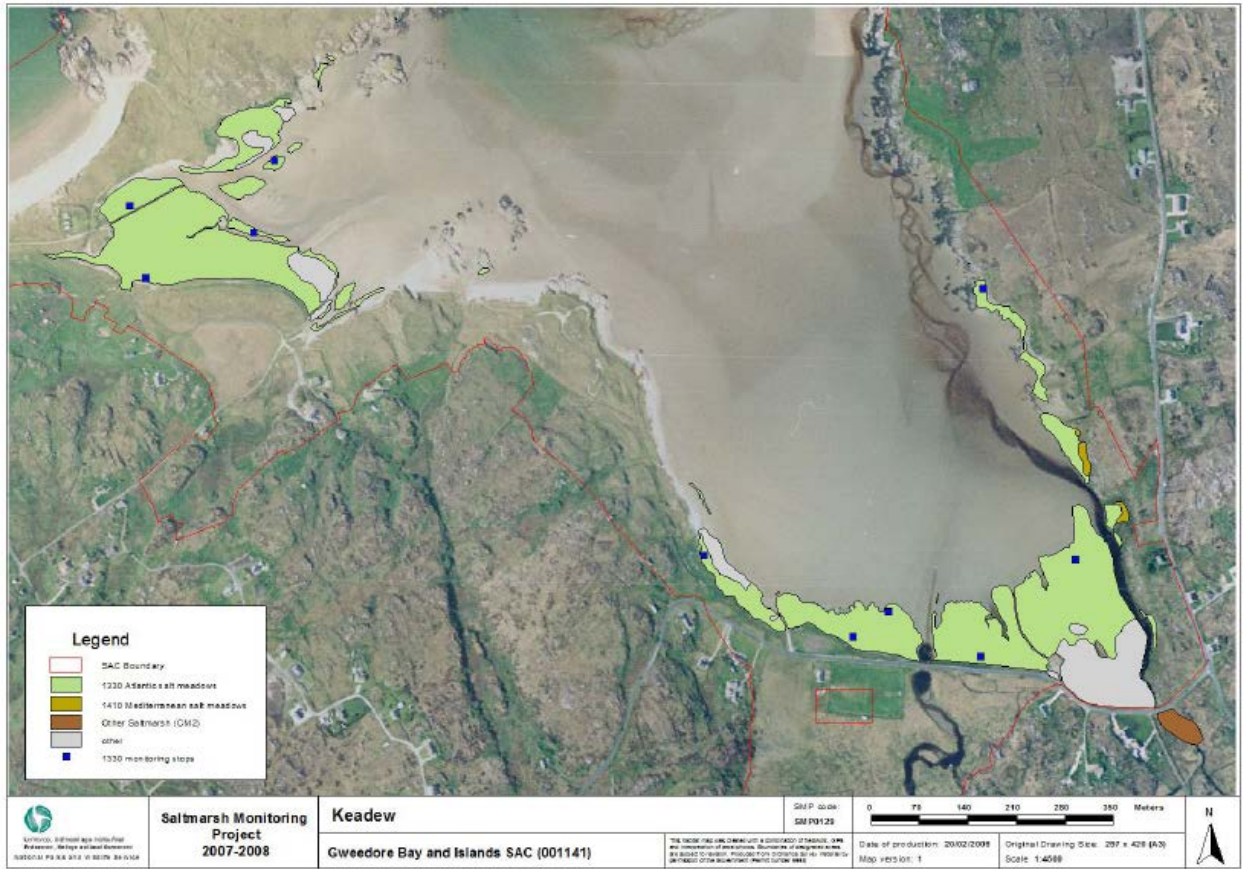 Legend
SAC Boundary
1330 Atlantic salt meadows
1410 Mediterranean salt meadows
Other Saltmarsh (CM2)
other
1330 monitoring stops
National Parks and Wildlife Service
Saltmarsh Monitoring
Project
2007-2008
Keadew
Gweedore Bay and Islands SAC (001141)
SMP code:
SMP0129
0 70 140 210 280 350 Meters
Date of production: 20/02/2009
Map version: 1
Original Drawing Size: 297 x 420 (A3)
Scale 1:4500
N